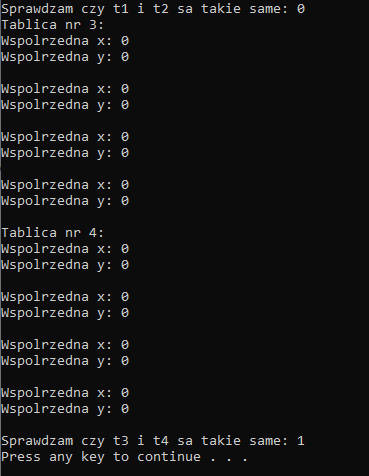 Sprawdzam czy t1 i t2 sa takie same: 0
Tablica nr 3:
Wspolrzedna x: 0
Wspolrzedna y: 0
Wspolrzedna x: 0
Wspolrzedna y: 0
Wspolrzedna x: 0
Wspolrzedna y: 0
Wspolrzedna x: 0
Wspolrzedna y: 0
Tablica nr 4:
Wspolrzedna x: 0
Wspolrzedna y: 0
Wspolrzedna x: 0
Wspolrzedna y: 0
Wspolrzedna x: 0
Wspolrzedna y: 0
Wspolrzedna x: 0
Wspolrzedna y: 0
Sprawdzam czy t3 i t4 sa takie same: 1
Press any key to continue . . .